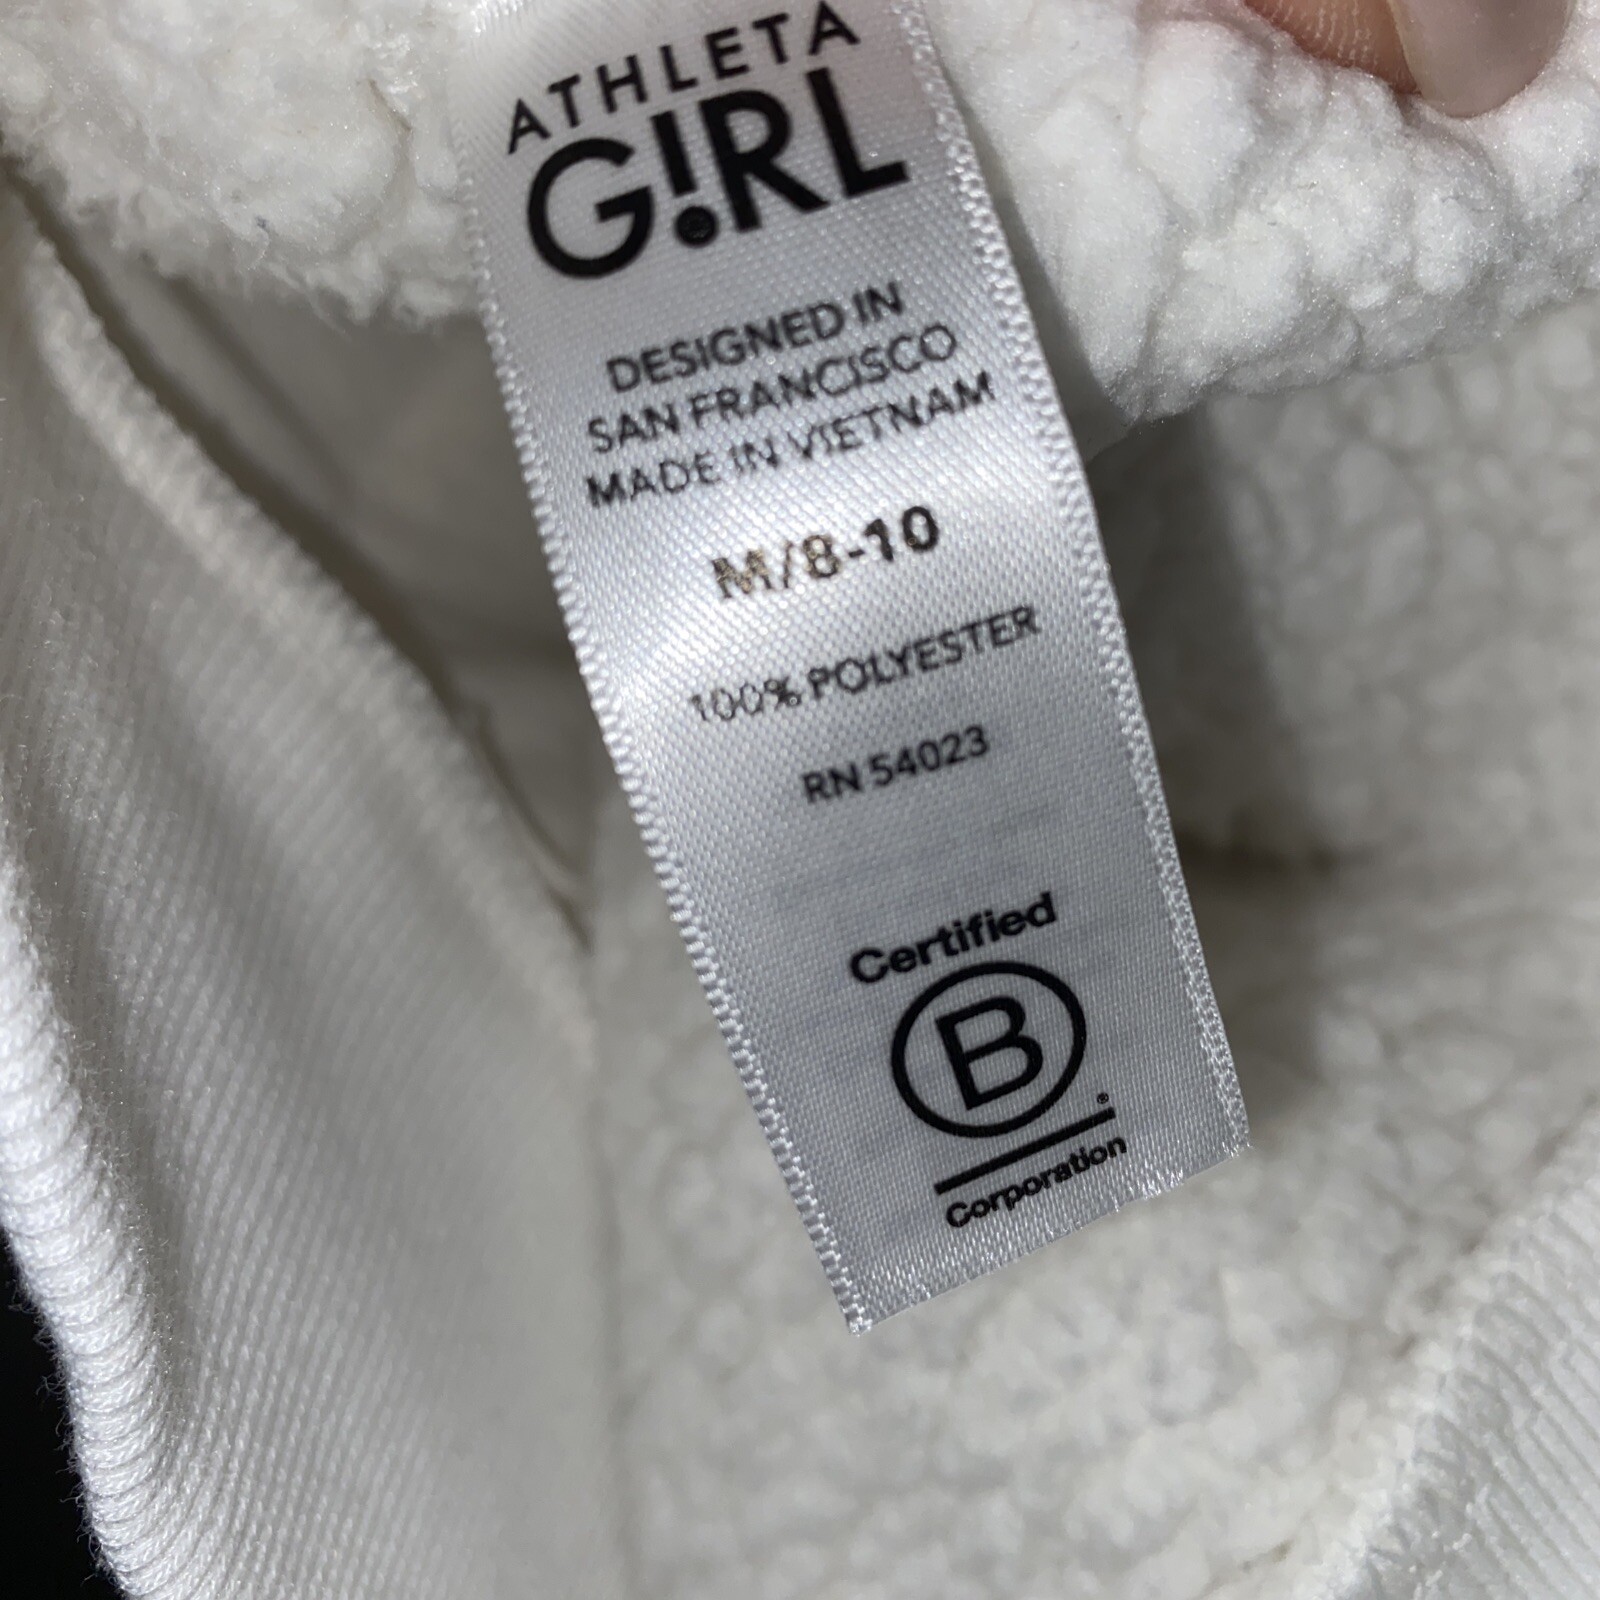 ATHLETA
G!RL
DESIGNED IN
SAN FRANCISCO
MADE IN VIETNAM
M/8-10
100% POLYESTER
RN 54023
Certified
B
®
Corporation